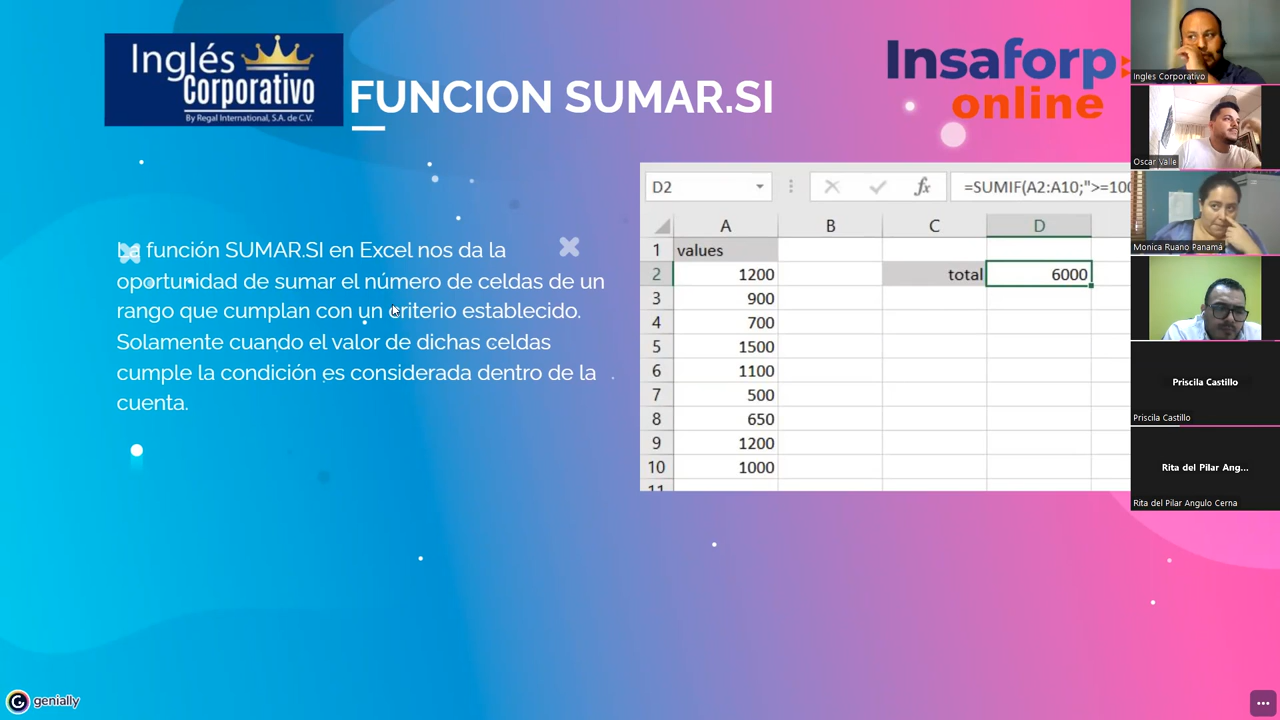 Inglés
Corporativo
By Regal International, S.A. de C.V.
FUNCION SUMAR.SI
Insaforp
online
La función SUMAR.SI en Excel nos da la
oportunidad de sumar el número de celdas de un
rango que cumplan con un criterio establecido.
Solamente cuando el valor de dichas celdas
cumple la condición es considerada dentro de la
cuenta.
D2
fx
=SUMIF(A2:A10;">=100
A B C D
1 values
2 1200 total 6000
3 900
4 700
5 1500
6 1100
7 500
8 650
9 1200
10 1000
11
Ingles Corporativo
Oscar Valle
Monica Ruano Panamá
Priscila Castillo
Priscila Castillo
Rita del Pilar Ang...
Rita del Pilar Angulo Cerna
genially